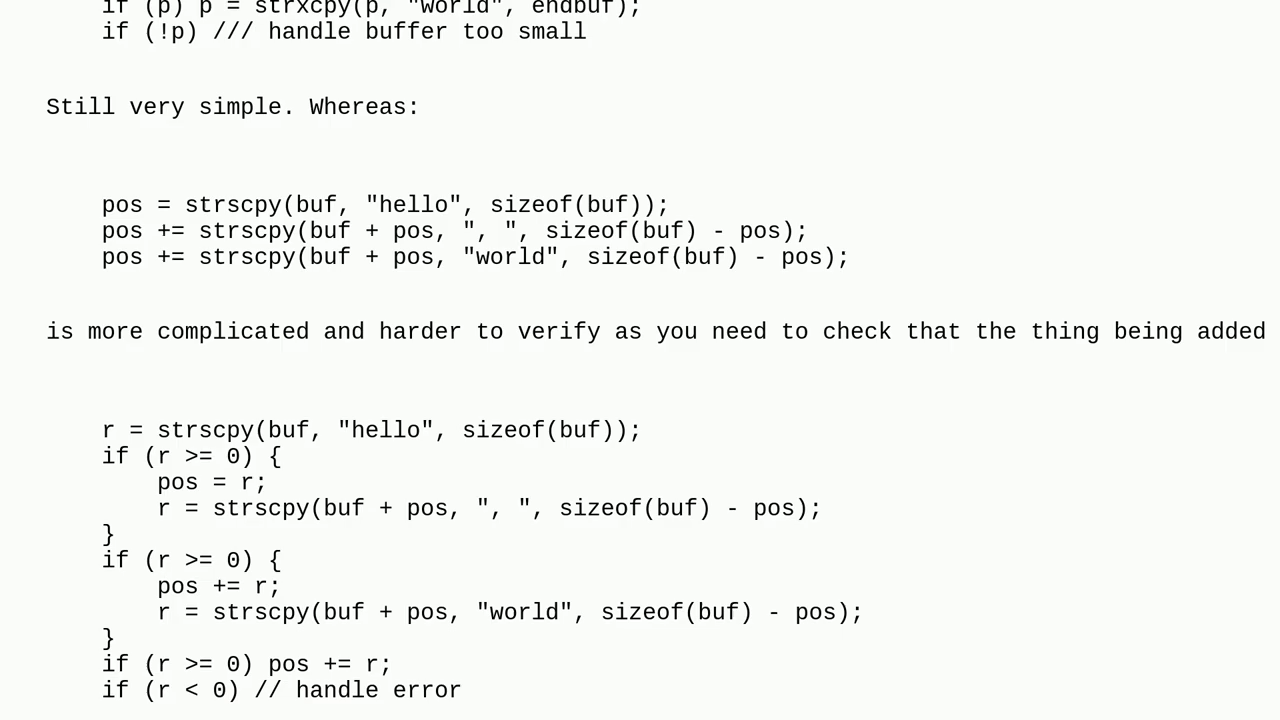 if (p) p = strxcpy(p, "world", endbuf);
if (!p) /// handle buffer too small
Still very simple. Whereas:
pos = strscpy(buf, "hello", sizeof(buf));
pos += strscpy(buf + pos, ", ", sizeof(buf) - pos);
pos += strscpy(buf + pos, "world", sizeof(buf) - pos);
is more complicated and harder to verify as you need to check that the thing being added
r = strscpy(buf, "hello", sizeof(buf));
if (r >= 0) {
pos = r;
r = strscpy(buf + pos, ", ", sizeof(buf) - pos);
}
if (r >= 0) {
pos += r;
r = strscpy(buf + pos, "world", sizeof(buf) - pos);
}
if (r >= 0) pos += r;
if (r < 0) // handle error